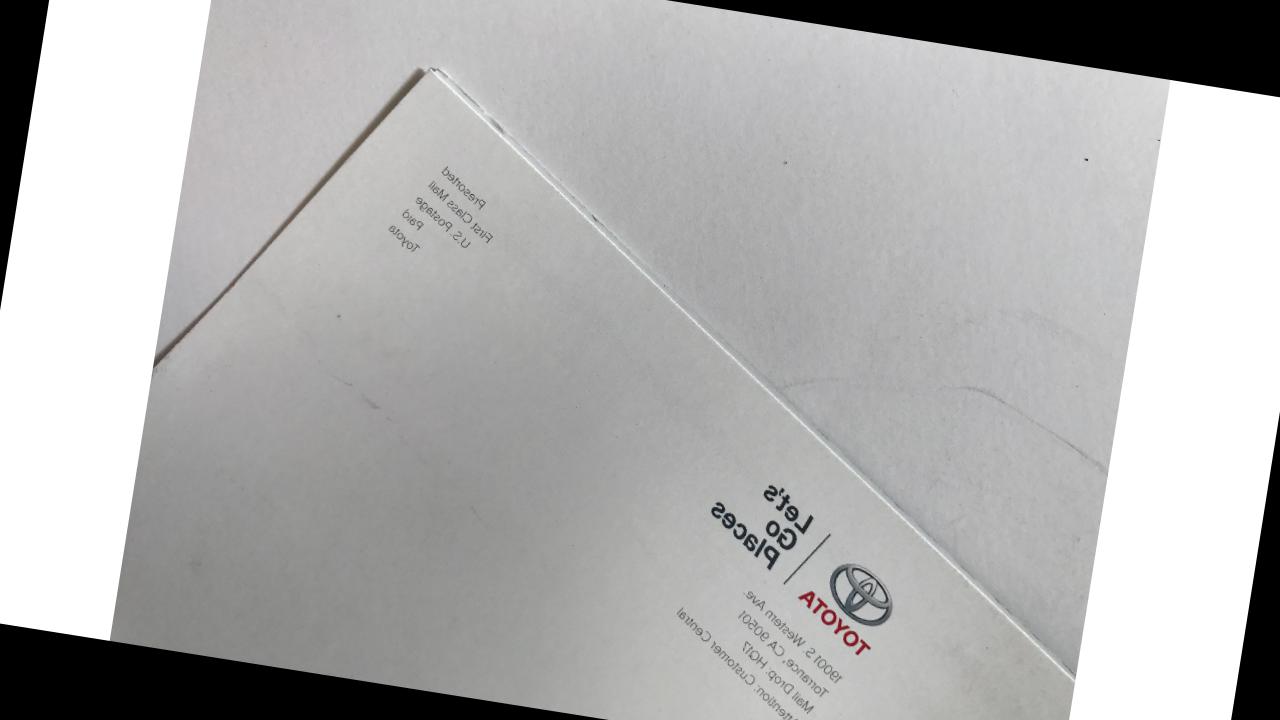 TOYOTA
Let's
Go
Places
19001 S. Western Ave.
Torrance, CA 90501
Mail Drop: HQ17
Attention: Customer Central
Presorted
First Class Mail
U.S. Postage
Paid
Toyota